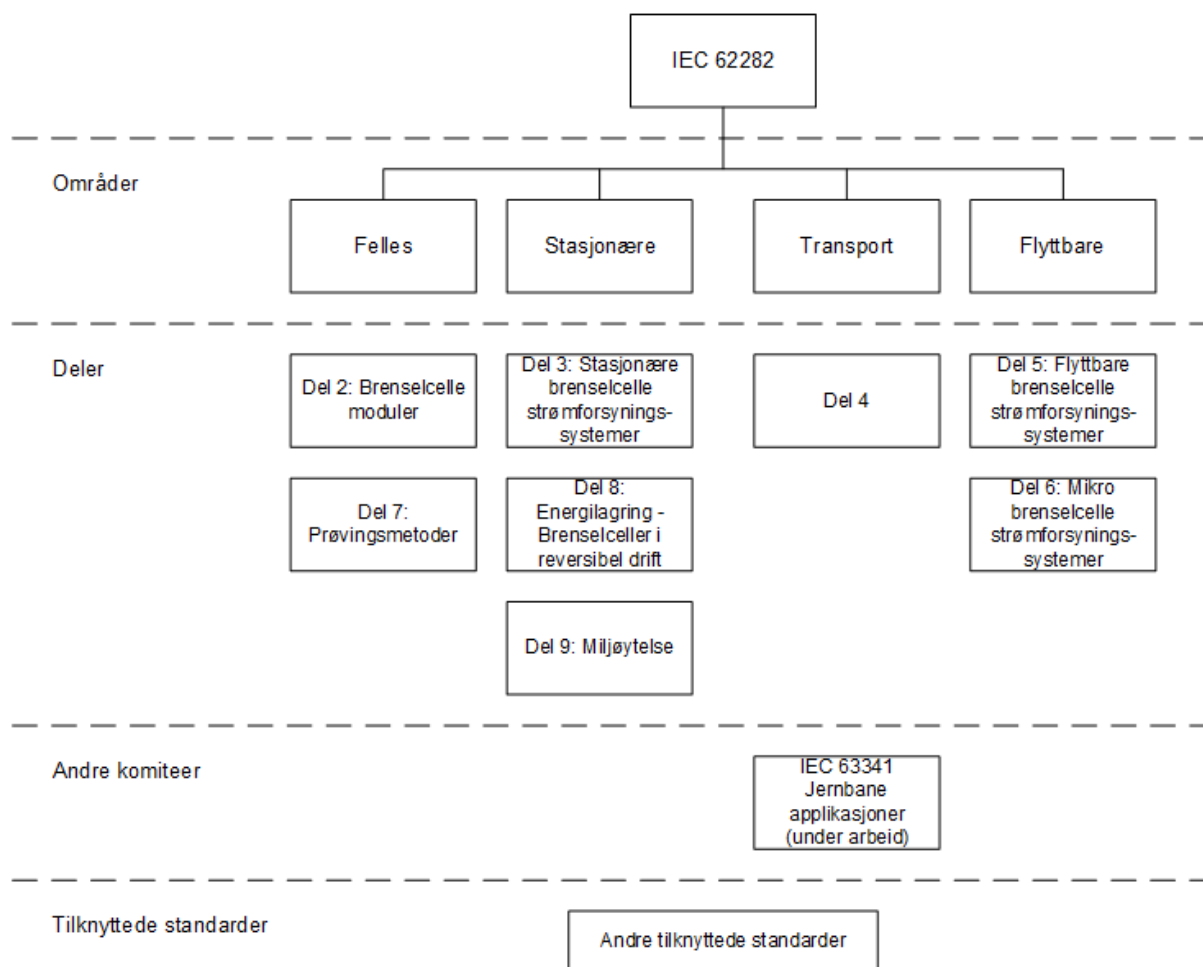 IEC 62282
Områder
Felles
Stasjonære
Transport
Flyttbare
Deler
Del 2: Brenselcelle
moduler
Del 3: Stasjonære
brenselcelle
strømforsynings-
systemer
Del 4
Del 5: Flyttbare
brenselcelle
strømforsynings-
systemer
Del 7:
Prøvingsmetoder
Del 8:
Energilagring -
Brenselceller i
reversibel drift
Del 6: Mikro
brenselcelle
strømforsynings-
systemer
Del 9: Miljøytelse
Andre komiteer
IEC 63341
Jernbane
applikasjoner
(under arbeid)
Tilknyttede standarder
Andre tilknyttede standarder